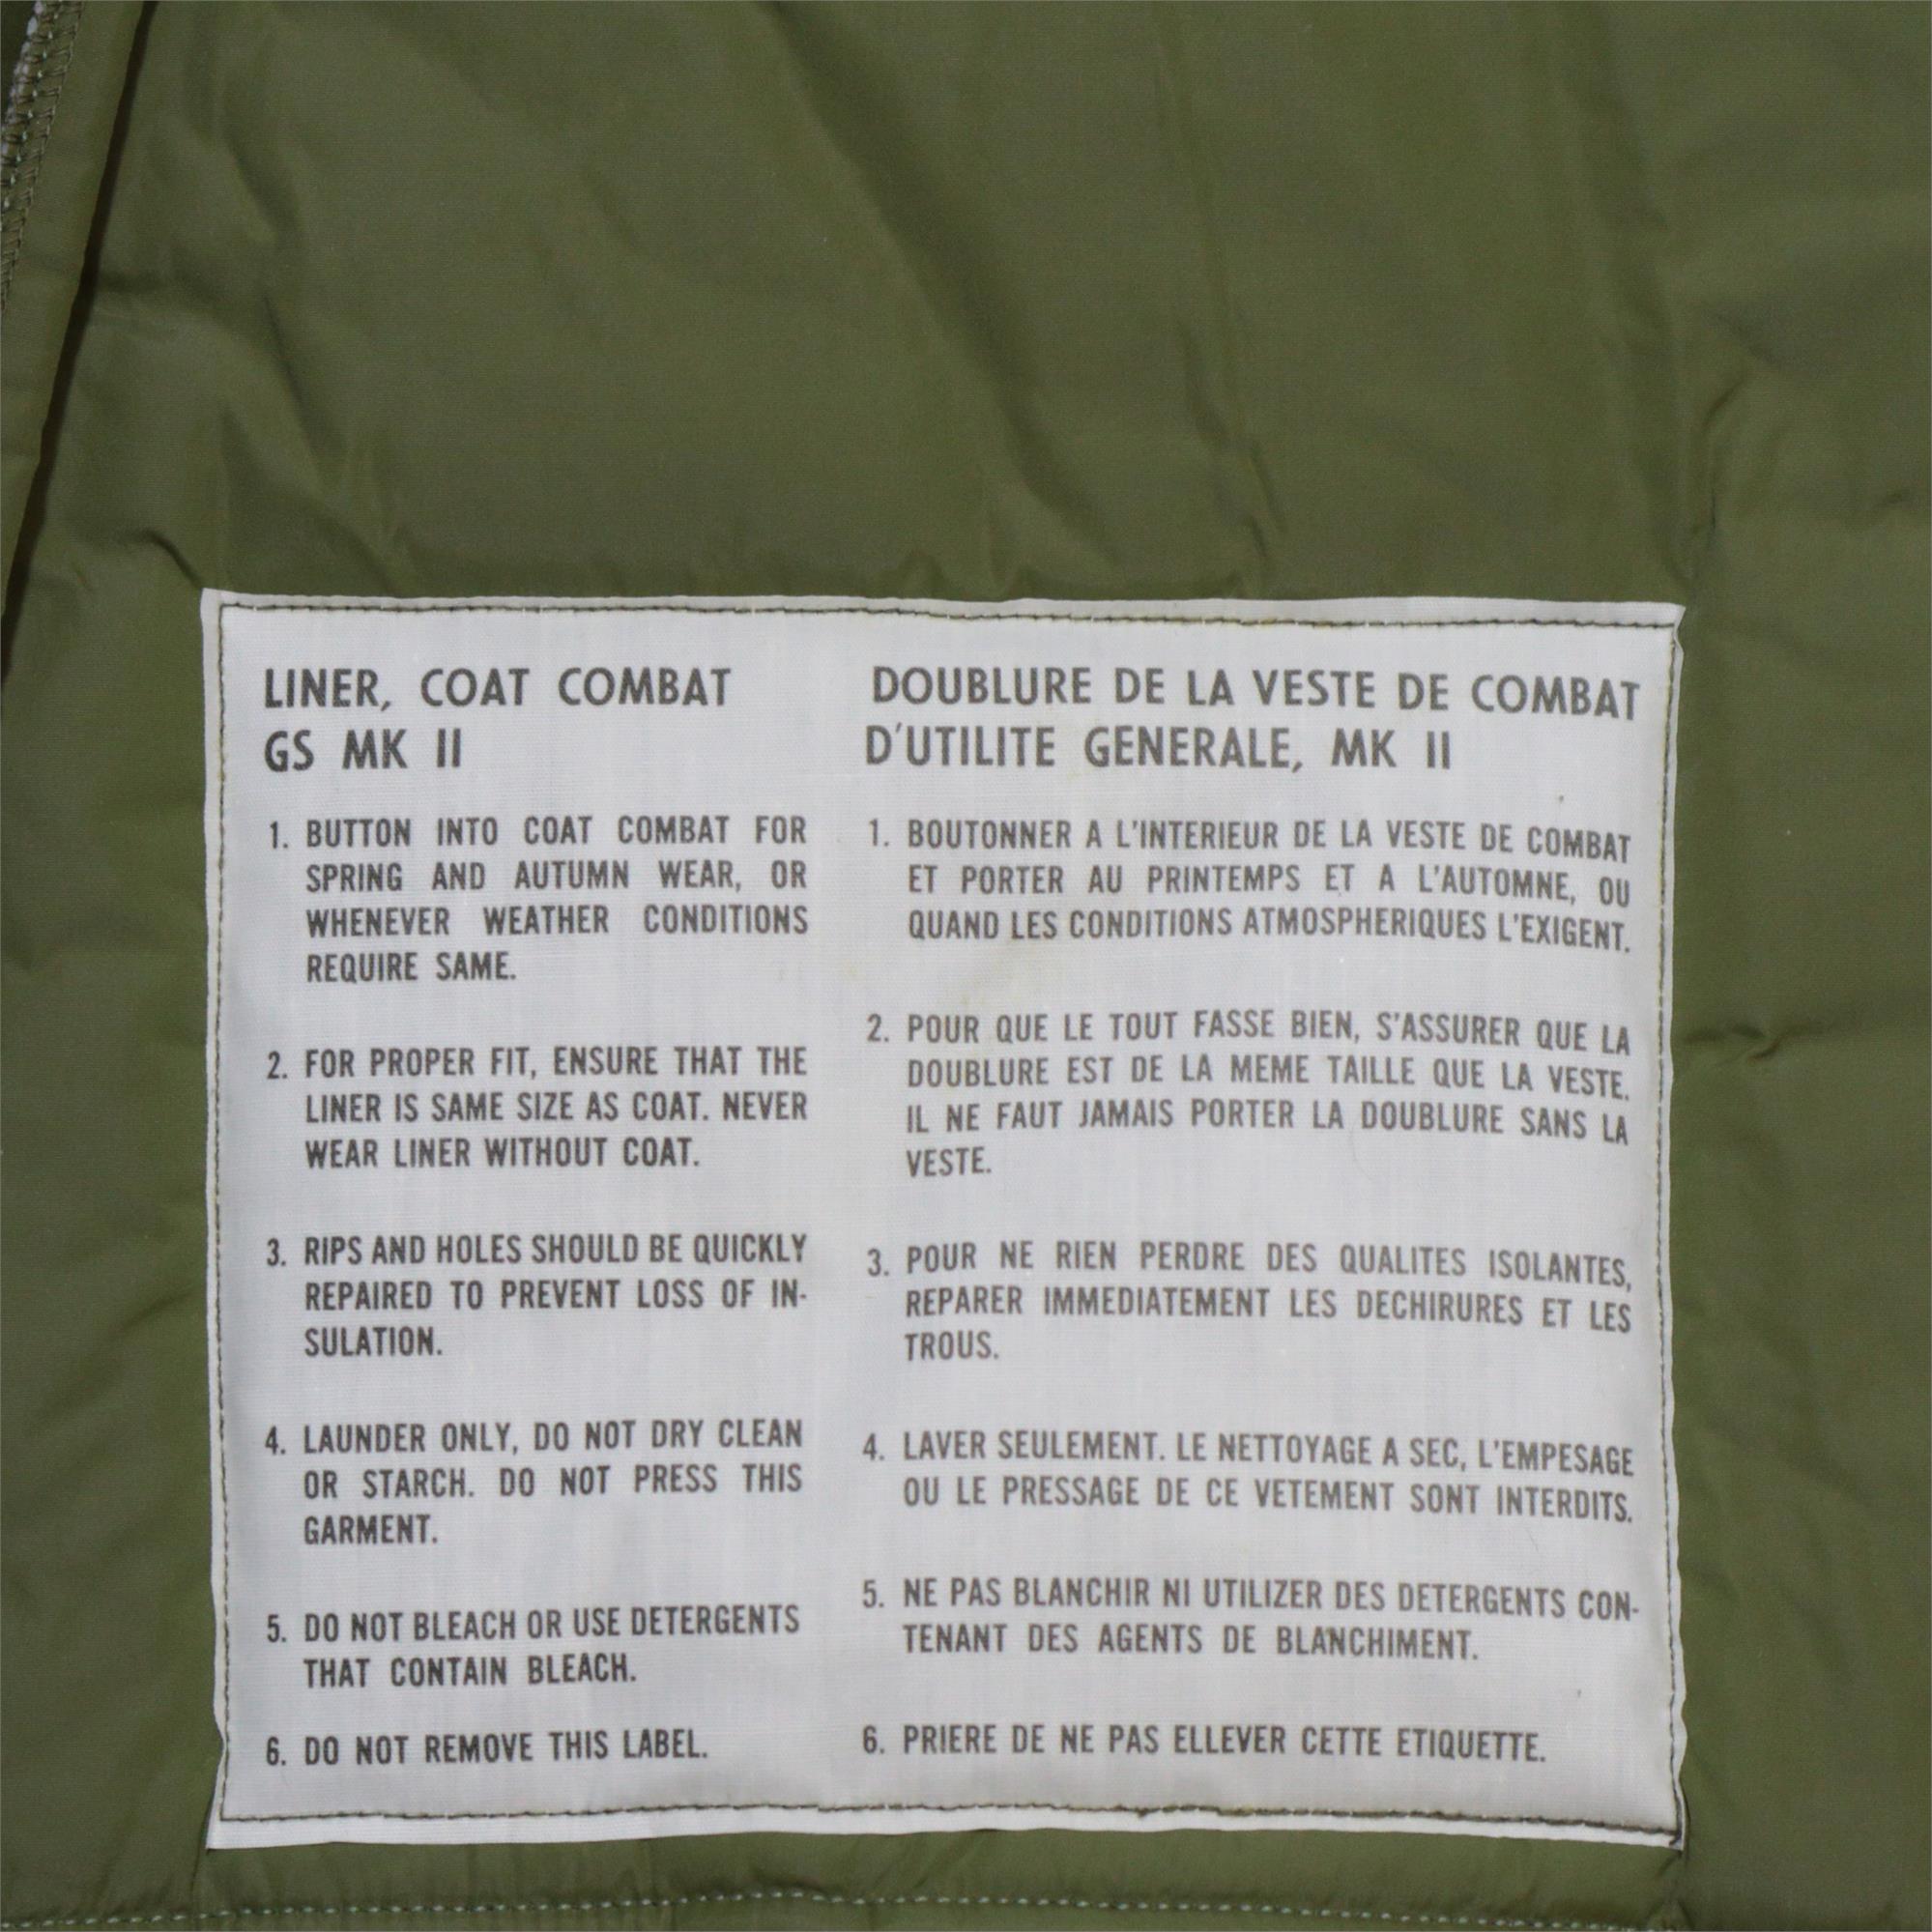 LINER, COAT COMBAT
GS MK II
1. BUTTON INTO COAT COMBAT FOR
SPRING AND AUTUMN WEAR, OR
WHENEVER WEATHER CONDITIONS
REQUIRE SAME.
2. FOR PROPER FIT, ENSURE THAT THE
LINER IS SAME SIZE AS COAT. NEVER
WEAR LINER WITHOUT COAT.
3. RIPS AND HOLES SHOULD BE QUICKLY
REPAIRED TO PREVENT LOSS OF IN-
SULATION.
4. LAUNDER ONLY, DO NOT DRY CLEAN
OR STARCH. DO NOT PRESS THIS
GARMENT.
5. DO NOT BLEACH OR USE DETERGENTS
THAT CONTAIN BLEACH.
6. DO NOT REMOVE THIS LABEL.
DOUBLURE DE LA VESTE DE COMBAT
D'UTILITE GENERALE, MK II
1. BOUTONNER A L'INTERIEUR DE LA VESTE DE COMBAT
ET PORTER AU PRINTEMPS ET A L'AUTOMNE, OU
QUAND LES CONDITIONS ATMOSPHERIQUES L'EXIGENT.
2. POUR QUE LE TOUT FASSE BIEN, S'ASSURER QUE LA
DOUBLURE EST DE LA MEME TAILLE QUE LA VESTE.
IL NE FAUT JAMAIS PORTER LA DOUBLURE SANS LA
VESTE.
3. POUR NE RIEN PERDRE DES QUALITES ISOLANTES,
REPARER IMMEDIATEMENT LES DECHIRURES ET LES
TROUS.
4. LAVER SEULEMENT. LE NETTOYAGE A SEC, L'EMPESAGE
OU LE PRESSAGE DE CE VETEMENT SONT INTERDITS.
5. NE PAS BLANCHIR NI UTILIZER DES DETERGENTS CON-
TENANT DES AGENTS DE BLANCHIMENT.
6. PRIERE DE NE PAS ELLEVER CETTE ETIQUETTE.